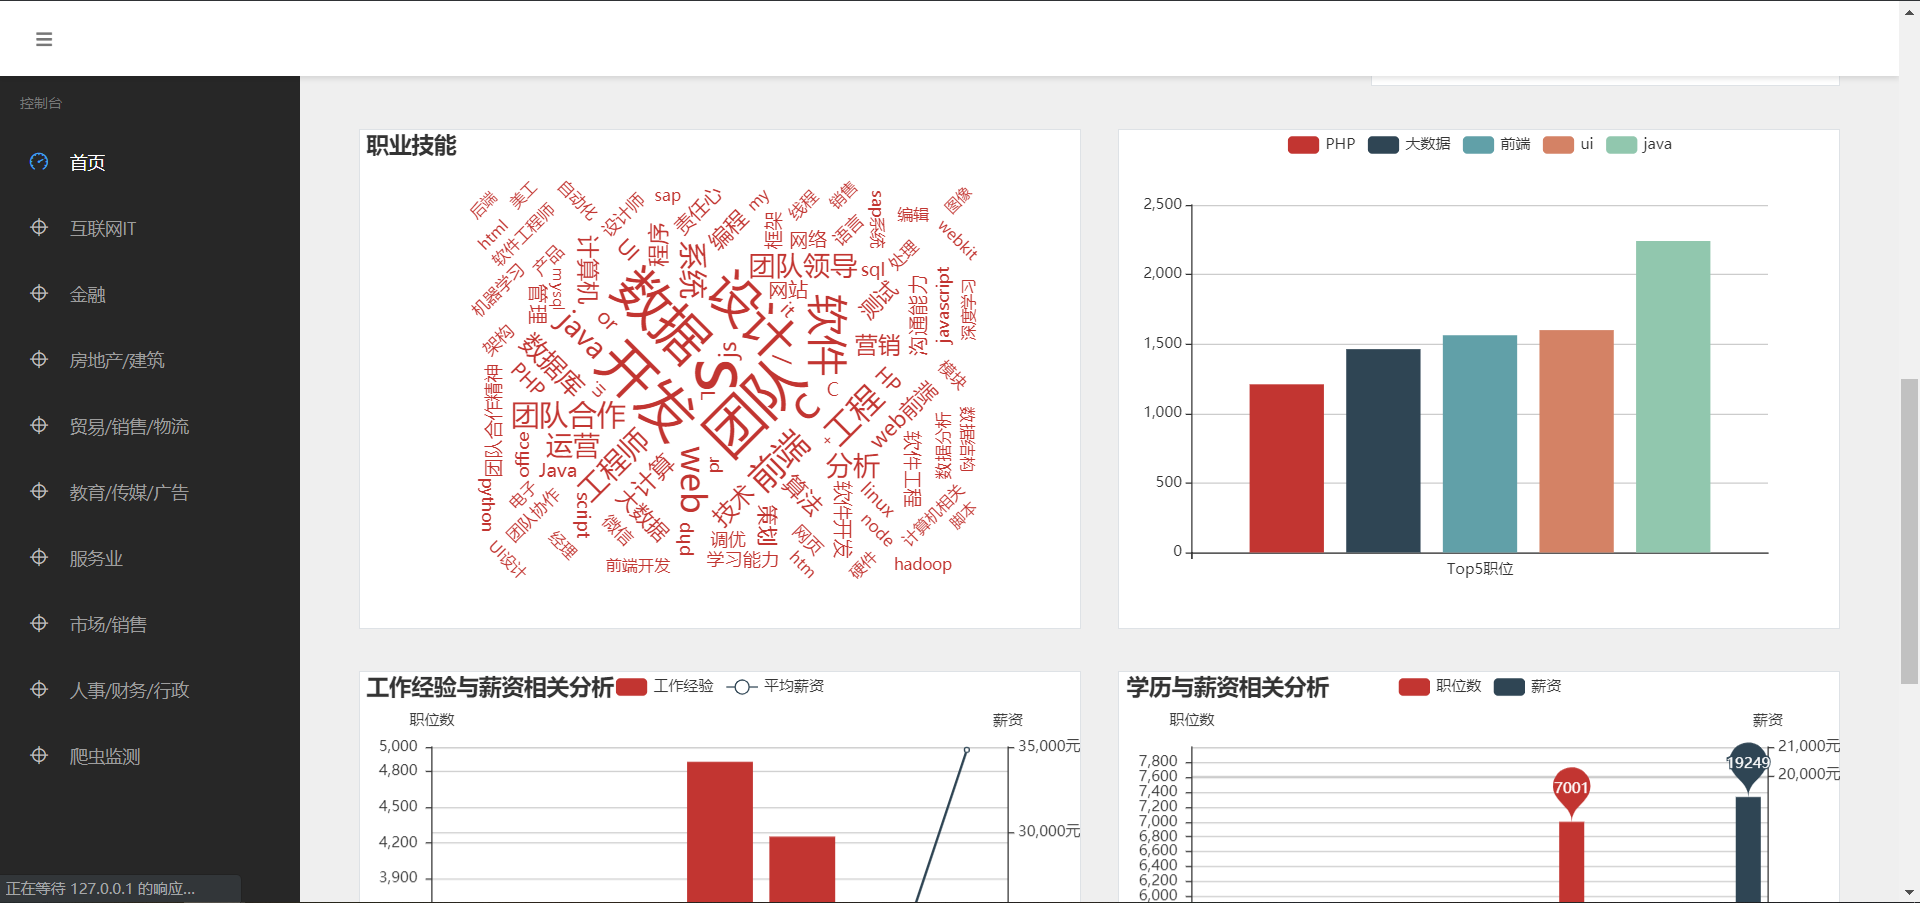 控制台
首页
互联网IT
金融
房地产/建筑
贸易/销售/物流
教育/传媒/广告
服务业
市场/销售
人事/财务/行政
爬虫监测
正在等待 127.0.0.1 的响应...
职业技能
后端
美工
自动化
设计师
sap
责任心
my
线程
销售
sap系统
编辑
图像
html
软件工程师
UI
程序
系统
编程
框架
网络
语言
处理
webkit
机器学习
产品
mysql
计算机
团队领导
sql
管理
数据
设计
网站
it
软件
测试
沟通能力
javascript
深度学习
架构
java
or
数据库
开发
js
S
L
团队
C
C
营销
模块
HP
PHP
团队合作精神
团队合作
工程
web前端
office
运营
Java
工程师
计算
web
前端
分析
软件工程
数据分析
数据结构
python
电子
团队协作
script
大数据
微信
php
技术
策划
算法
软件开发
linux
node
计算机相关
脚本
UI设计
经理
前端开发
调优
学习能力
网页
htm
硬件
hadoop
PHP
大数据
前端
ui
java
2,500
2,000
1,500
1,000
500
0
Top5职位
工作经验与薪资相关分析
工作经验
平均薪资
职位数
薪资
5,000
4,800
4,500
4,200
3,900
35,000元
30,000元
学历与薪资相关分析
职位数
薪资
职位数
薪资
7,800
7,600
7,400
7,200
7,000
6,800
6,600
6,400
6,200
6,000
7001
19249
21,000元
20,000元